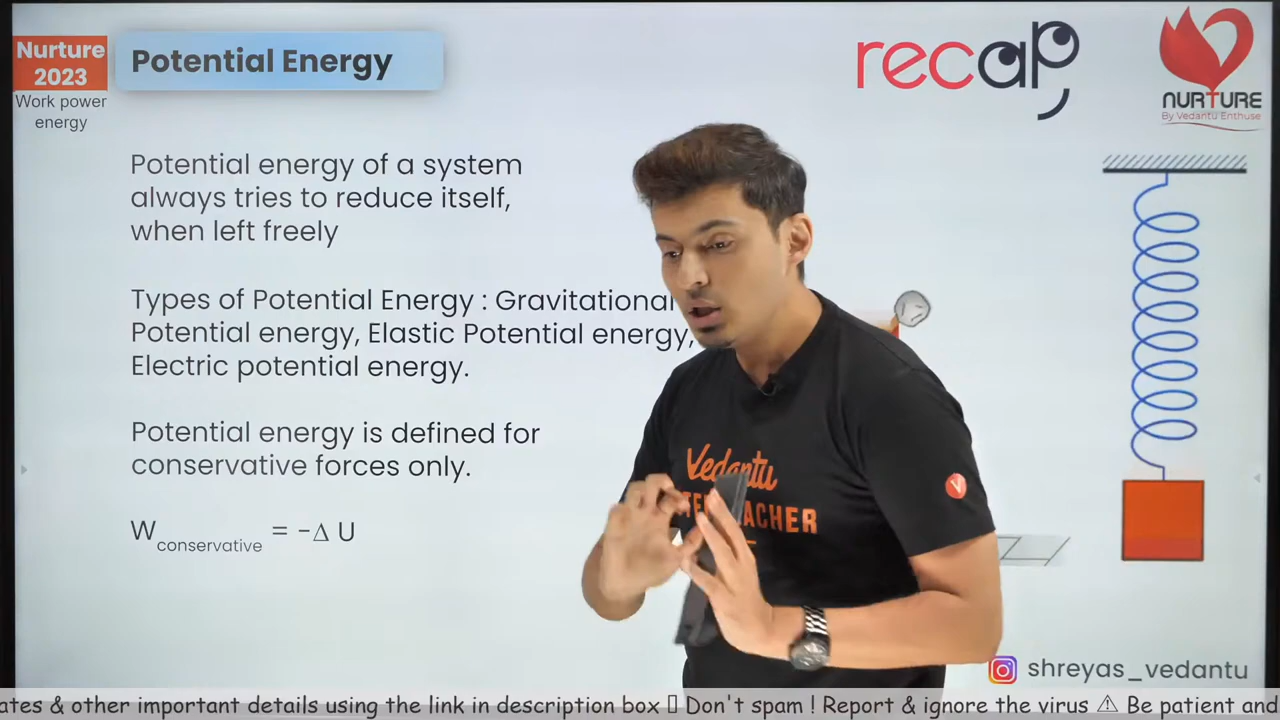 Nurture
2023
Work power
energy
Potential Energy
recap
NURTURE
By Vedantu Enthuse
Potential energy of a system
always tries to reduce itself,
when left freely
Types of Potential Energy : Gravitational
Potential energy, Elastic Potential energy,
Electric potential energy.
Potential energy is defined for
conservative forces only.
W conservative = -Δ U
Vedantu
V
shreyas_vedantu
& other important details using the link in description box Don't spam ! Report & ignore the virus ⚠ Be patient and